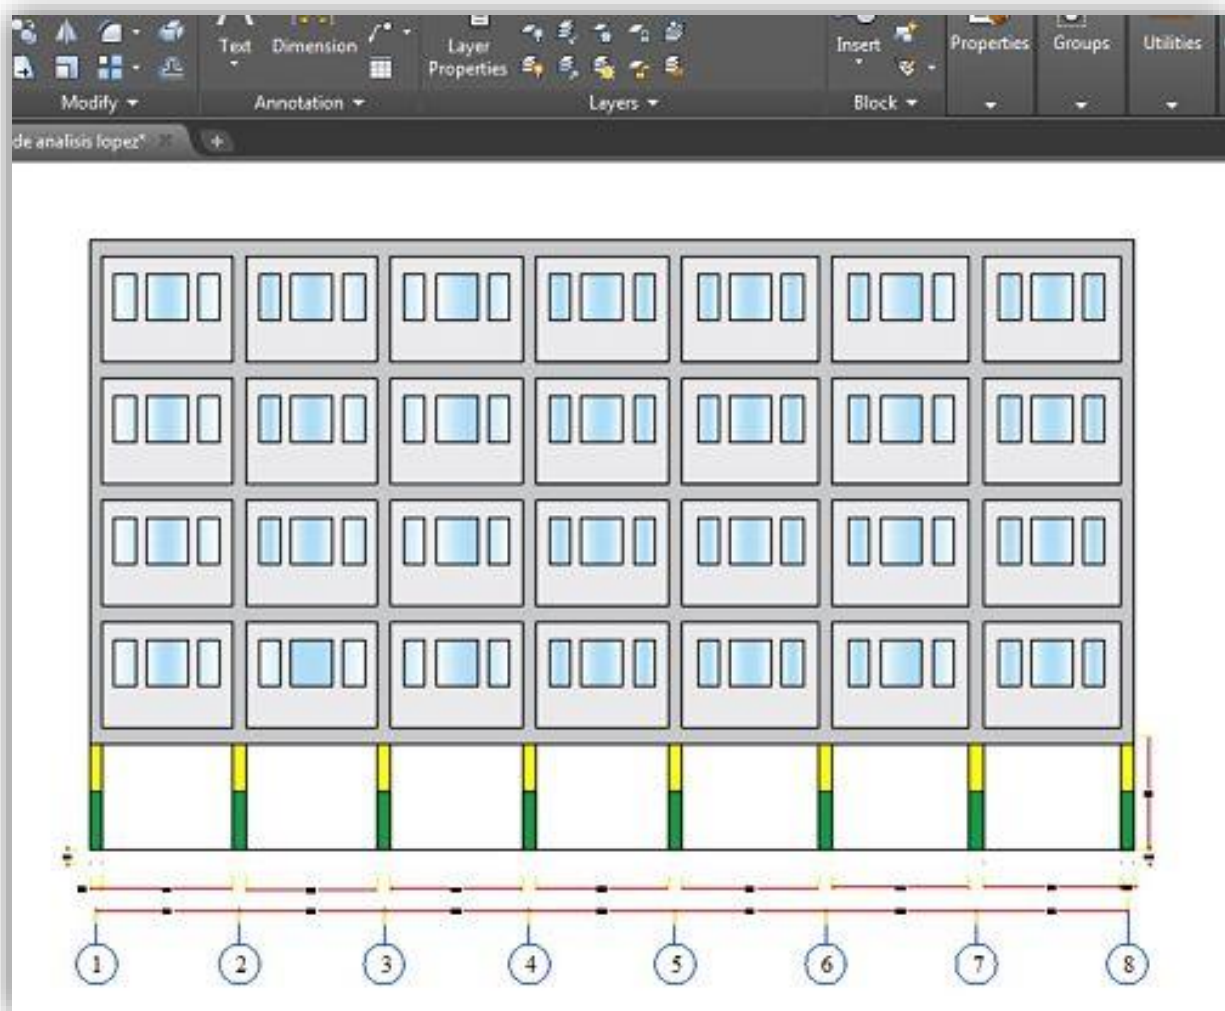 Text Dimension Layer Properties Insert Properties Groups Utilities
Modify Annotation Layers Block
de analisis lopez*
1 2 3 4 5 6 7 8